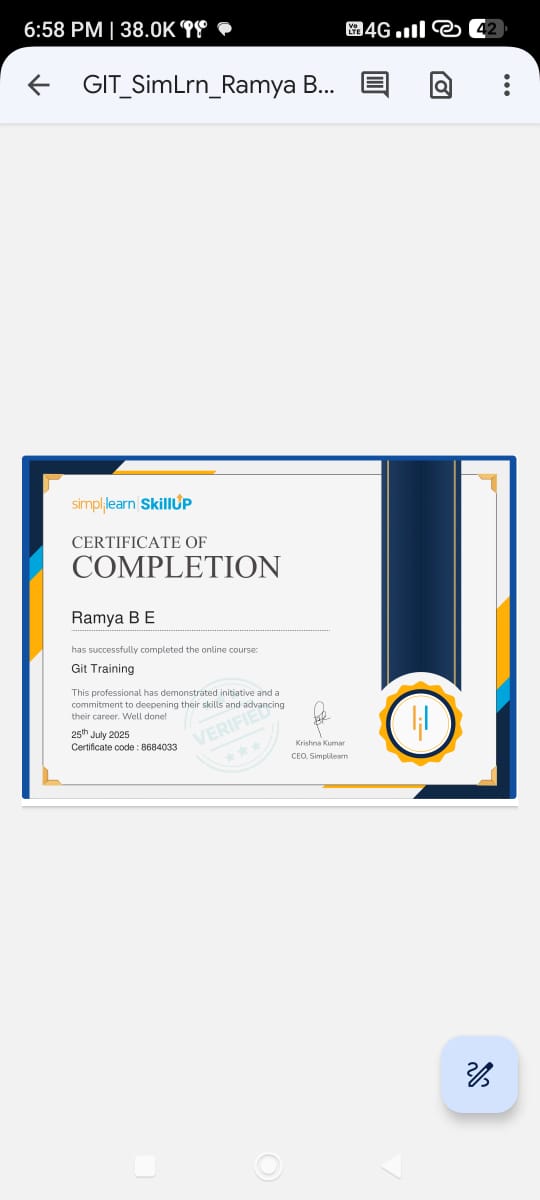 6:58 PM | 38.0K
Vo LTE 4G 42
GIT_SimLrn_Ramya B...
simplilearn SkillUP
CERTIFICATE OF
COMPLETION
Ramya B E
has successfully completed the online course:
Git Training
This professional has demonstrated initiative and a
commitment to deepening their skills and advancing
their career. Well done!
VERIFIED
25th July 2025
Certificate code : 8684033
Krishna Kumar
CEO, Simplilearn